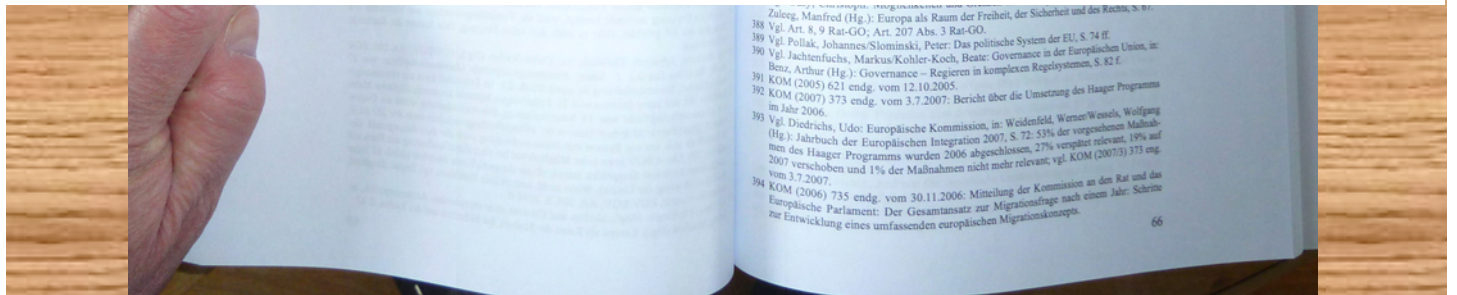 Zuleeg, Manfred (Hg.): Europa als Raum der Freiheit, der Sicherheit und des Rechts, S. 67.
388 Vgl. Art. 8, 9 Rat-GO; Art. 207 Abs. 3 Rat-GO.
389 Vgl. Pollak, Johannes/Slominski, Peter: Das politische System der EU, S. 74 ff.
390 Vgl. Jachtenfuchs, Markus/Kohler-Koch, Beate: Governance in der Europäischen Union, in:
Benz, Arthur (Hg.): Governance – Regieren in komplexen Regelsystemen, S. 82 f.
391 KOM (2005) 621 endg. vom 12.10.2005.
392 KOM (2007) 373 endg. vom 3.7.2007: Bericht über die Umsetzung des Haager Programms
im Jahr 2006.
393 Vgl. Diedrichs, Udo: Europäische Kommission, in: Weidenfeld, Werner/Wessels, Wolfgang
(Hg.): Jahrbuch der Europäischen Integration 2007, S. 72: 53% der vorgesehenen Maßnah-
men des Haager Programms wurden 2006 abgeschlossen, 27% verspätet relevant, 19% auf
2007 verschoben und 1% der Maßnahmen nicht mehr relevant; vgl. KOM (2007/3) 373 eng.
vom 3.7.2007.
394 KOM (2006) 735 endg. vom 30.11.2006: Mitteilung der Kommission an den Rat und das
Europäische Parlament: Der Gesamtansatz zur Migrationsfrage nach einem Jahr: Schritte
zur Entwicklung eines umfassenden europäischen Migrationskonzepts.
66